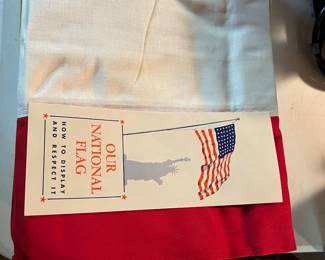 OUR
NATIONAL
FLAG
HOW TO DISPLAY
AND RESPECT IT